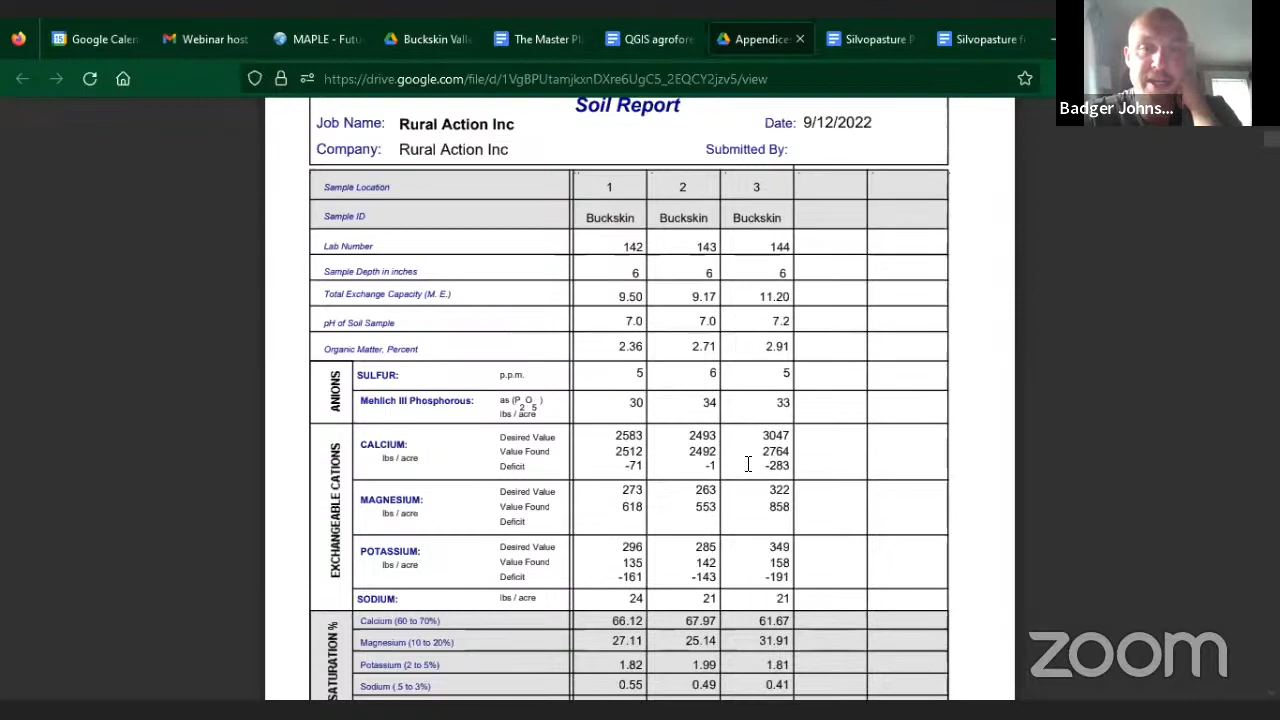 Google Calen
Webinar host
MAPLE - Futu
Buckskin Vall
The Master Pl
QGIS agrofore
Appendices
Silvopasture P
Silvopasture f
https://drive.google.com/file/d/1VgBPUtamjkxnDXre6UgC5_2EQCY2jzv5/view
Badger Johns...
Soil Report
Job Name: Rural Action Inc Date: 9/12/2022
Company: Rural Action Inc Submitted By:
Sample Location 1 2 3
Sample ID Buckskin Buckskin Buckskin
Lab Number 142 143 144
Sample Depth in inches 6 6 6
Total Exchange Capacity (M. E.) 9.50 9.17 11.20
pH of Soil Sample 7.0 7.0 7.2
Organic Matter, Percent 2.36 2.71 2.91
ANIONS
SULFUR: p.p.m. 5 6 5
Mehlich III Phosphorous: as (P2O5) lbs / acre 30 34 33
EXCHANGEABLE CATIONS
CALCIUM: Desired Value 2583 2493 3047
lbs / acre Value Found 2512 2492 2764
Deficit -71 -1 -283
MAGNESIUM: Desired Value 273 263 322
lbs / acre Value Found 618 553 858
Deficit
POTASSIUM: Desired Value 296 285 349
lbs / acre Value Found 135 142 158
Deficit -161 -143 -191
SODIUM: lbs / acre 24 21 21
SATURATION %
Calcium (60 to 70%) 66.12 67.97 61.67
Magnesium (10 to 20%) 27.11 25.14 31.91
Potassium (2 to 5%) 1.82 1.99 1.81
Sodium (.5 to 3%) 0.55 0.49 0.41
zoom